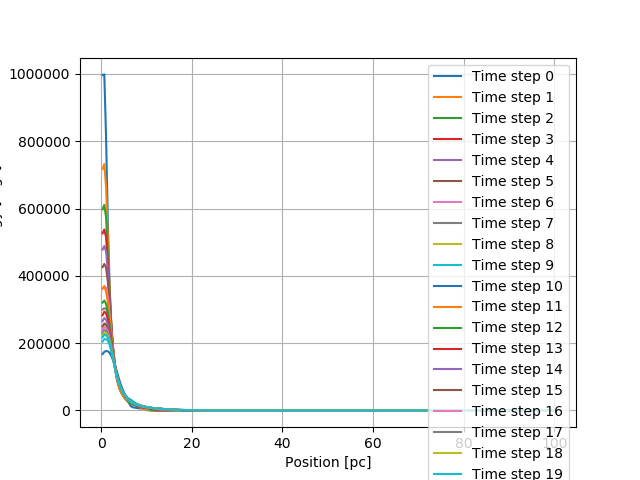 1000000
800000
600000
400000
200000
0
0
20
40
60
80
100
Position [pc]
Time step 0
Time step 1
Time step 2
Time step 3
Time step 4
Time step 5
Time step 6
Time step 7
Time step 8
Time step 9
Time step 10
Time step 11
Time step 12
Time step 13
Time step 14
Time step 15
Time step 16
Time step 17
Time step 18
Time step 19